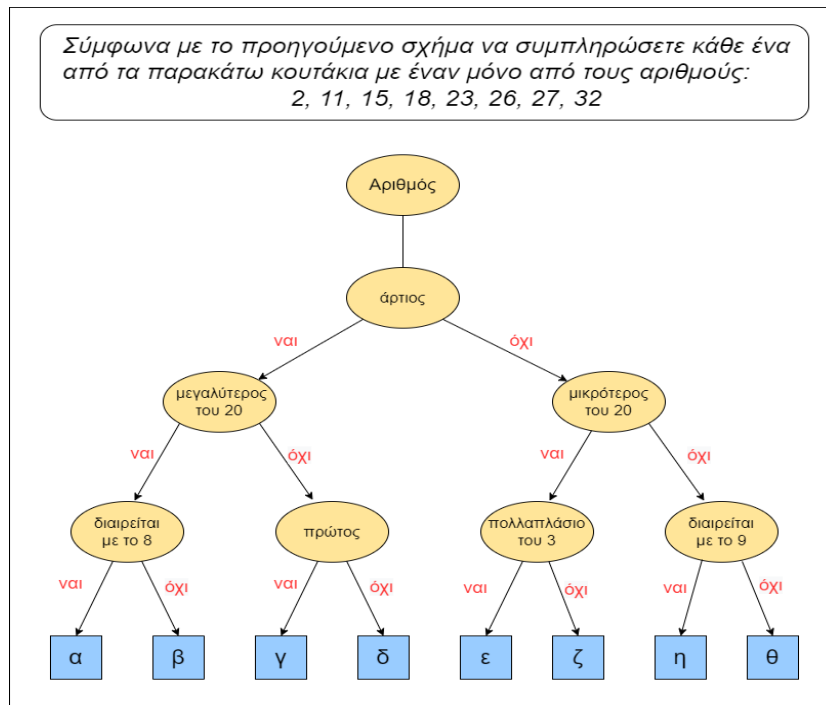 Σύμφωνα με το προηγούμενο σχήμα να συμπληρώσετε κάθε ένα
από τα παρακάτω κουτάκια με έναν μόνο από τους αριθμούς:
2, 11, 15, 18, 23, 26, 27, 32
Αριθμός
άρτιος
ναι
όχι
μεγαλύτερος
του 20
μικρότερος
του 20
ναι
όχι
ναι
όχι
διαιρείται
με το 8
πρώτος
πολλαπλάσιο
του 3
διαιρείται
με το 9
ναι
όχι
ναι
όχι
ναι
όχι
ναι
όχι
α
β
γ
δ
ε
ζ
η
θ